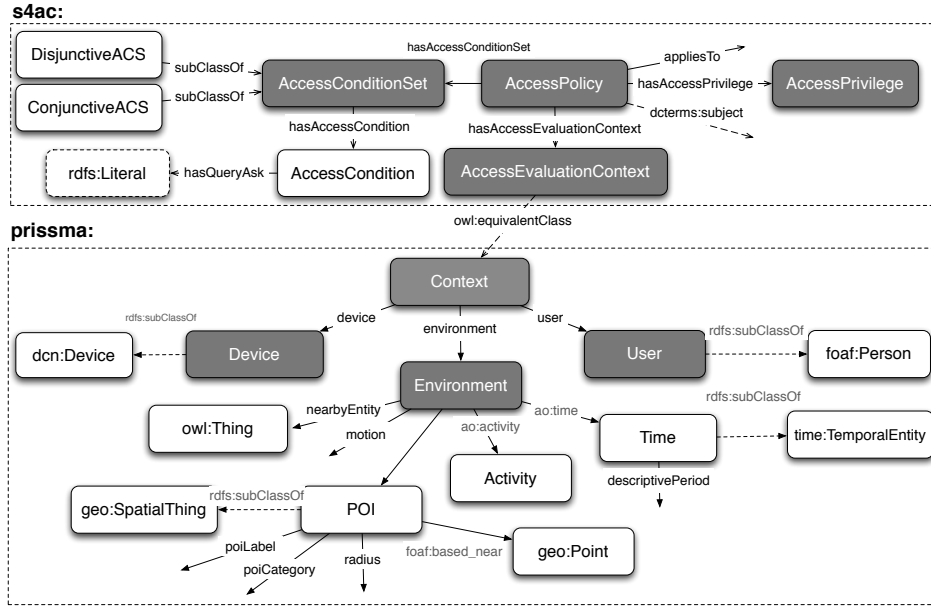 s4ac:
DisjunctiveACS
subClassOf
ConjunctiveACS
subClassOf
AccessConditionSet
hasAccessConditionSet
AccessPolicy
appliesTo
hasAccessPrivilege
AccessPrivilege
dcterms:subject
hasAccessCondition
hasAccessEvaluationContext
rdfs:Literal
hasQueryAsk
AccessCondition
AccessEvaluationContext
owl:equivalentClass
prissma:
Context
device
environment
user
rdfs:subClassOf
dcn:Device
Device
User
rdfs:subClassOf
foaf:Person
Environment
nearbyEntity
owl:Thing
motion
ao:activity
ao:time
rdfs:subClassOf
Time
time:TemporalEntity
Activity
descriptivePeriod
geo:SpatialThing
rdfs:subClassOf
POI
poiLabel
poiCategory
radius
foaf:based_near
geo:Point